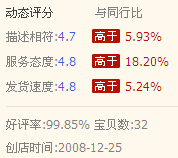 动态评分 与同行比
描述相符:4.7 高于 5.93%
服务态度:4.8 高于 18.20%
发货速度:4.8 高于 5.24%
好评率:99.85% 宝贝数:32
创店时间:2008-12-25